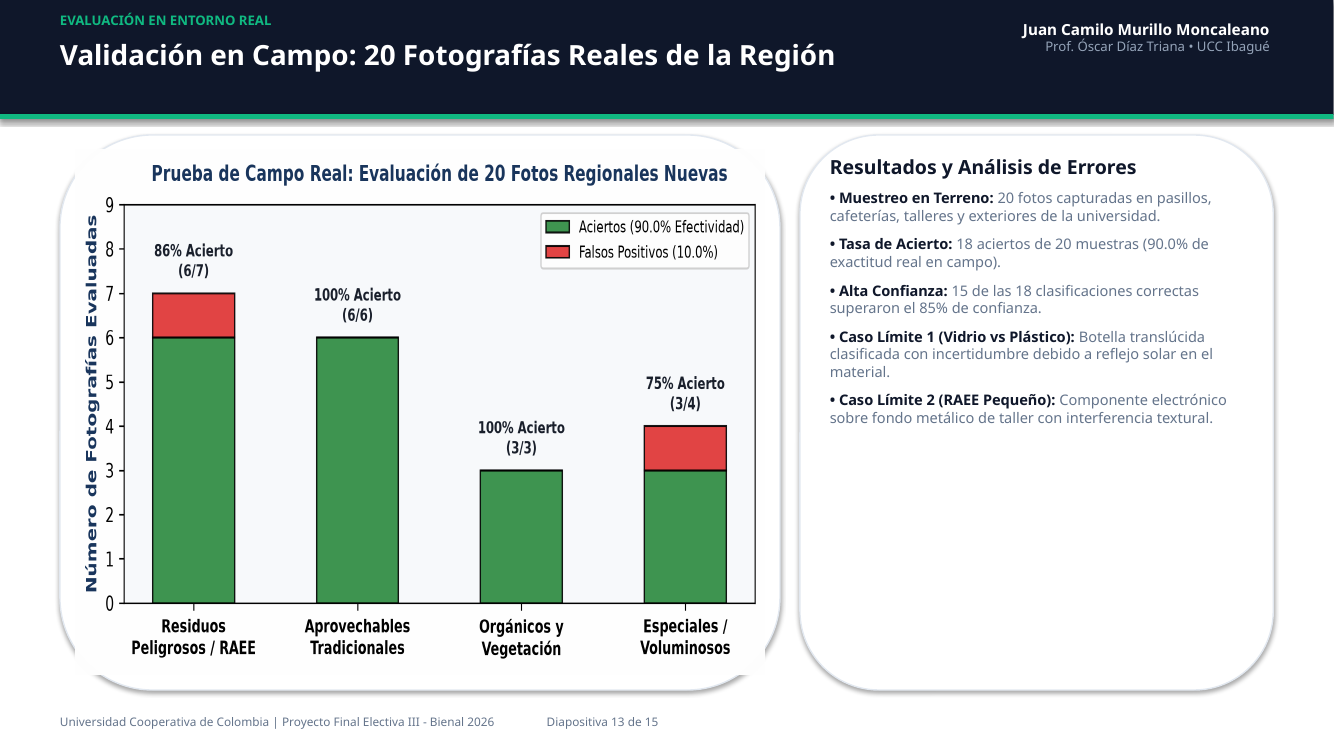 EVALUACIÓN EN ENTORNO REAL
Validación en Campo: 20 Fotografías Reales de la Región
Juan Camilo Murillo Moncaleano
Prof. Óscar Díaz Triana • UCC Ibagué
Prueba de Campo Real: Evaluación de 20 Fotos Regionales Nuevas
Número de Fotografías Evaluadas
9
8
7
6
5
4
3
2
1
0
Aciertos (90.0% Efectividad)
Falsos Positivos (10.0%)
86% Acierto
(6/7)
100% Acierto
(6/6)
100% Acierto
(3/3)
75% Acierto
(3/4)
Residuos
Peligrosos / RAEE
Aprovechables
Tradicionales
Orgánicos y
Vegetación
Especiales /
Voluminosos
Resultados y Análisis de Errores
• Muestreo en Terreno: 20 fotos capturadas en pasillos,
cafeterías, talleres y exteriores de la universidad.
• Tasa de Acierto: 18 aciertos de 20 muestras (90.0% de
exactitud real en campo).
• Alta Confianza: 15 de las 18 clasificaciones correctas
superaron el 85% de confianza.
• Caso Límite 1 (Vidrio vs Plástico): Botella translúcida
clasificada con incertidumbre debido a reflejo solar en el
material.
• Caso Límite 2 (RAEE Pequeño): Componente electrónico
sobre fondo metálico de taller con interferencia textural.
Universidad Cooperativa de Colombia | Proyecto Final Electiva III - Bienal 2026
Diapositiva 13 de 15